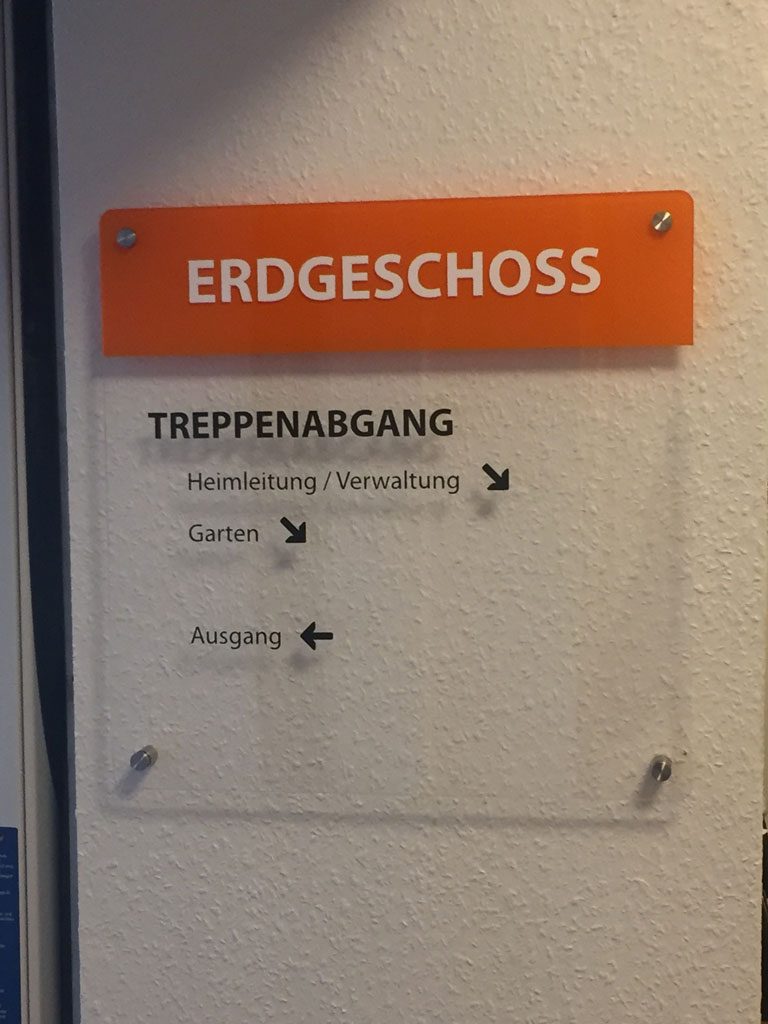 ERDGESCHOSS
TREPPENABGANG
Heimleitung / Verwaltung
Garten
Ausgang